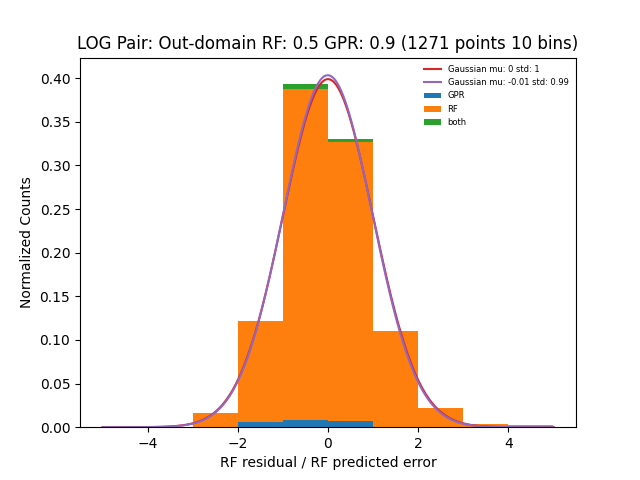 LOG Pair: Out-domain RF: 0.5 GPR: 0.9 (1271 points 10 bins)
Gaussian mu: 0 std: 1
Gaussian mu: -0.01 std: 0.99
GPR
RF
both
Normalized Counts
0.40
0.35
0.30
0.25
0.20
0.15
0.10
0.05
0.00
−4 −2 0 2 4
RF residual / RF predicted error